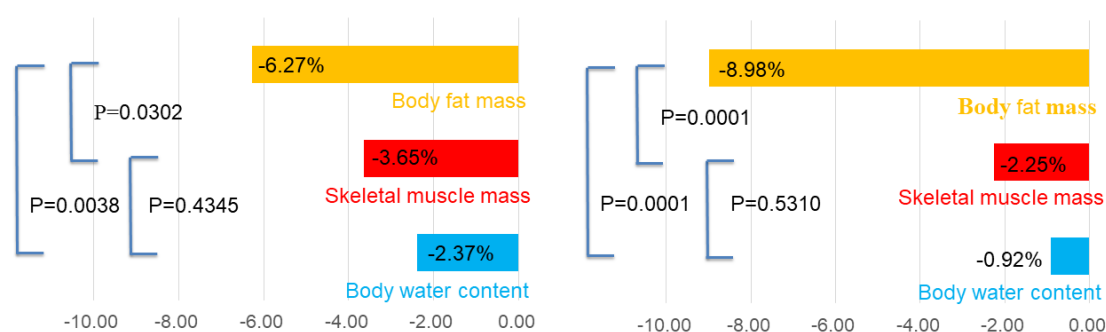 -6.27%
Body fat mass
P=0.0302
-3.65%
Skeletal muscle mass
P=0.0038
P=0.4345
-2.37%
Body water content
-10.00 -8.00 -6.00 -4.00 -2.00 0.00
-8.98%
Body fat mass
P=0.0001
-2.25%
Skeletal muscle mass
P=0.0001
P=0.5310
-0.92%
Body water content
-10.00 -8.00 -6.00 -4.00 -2.00 0.00